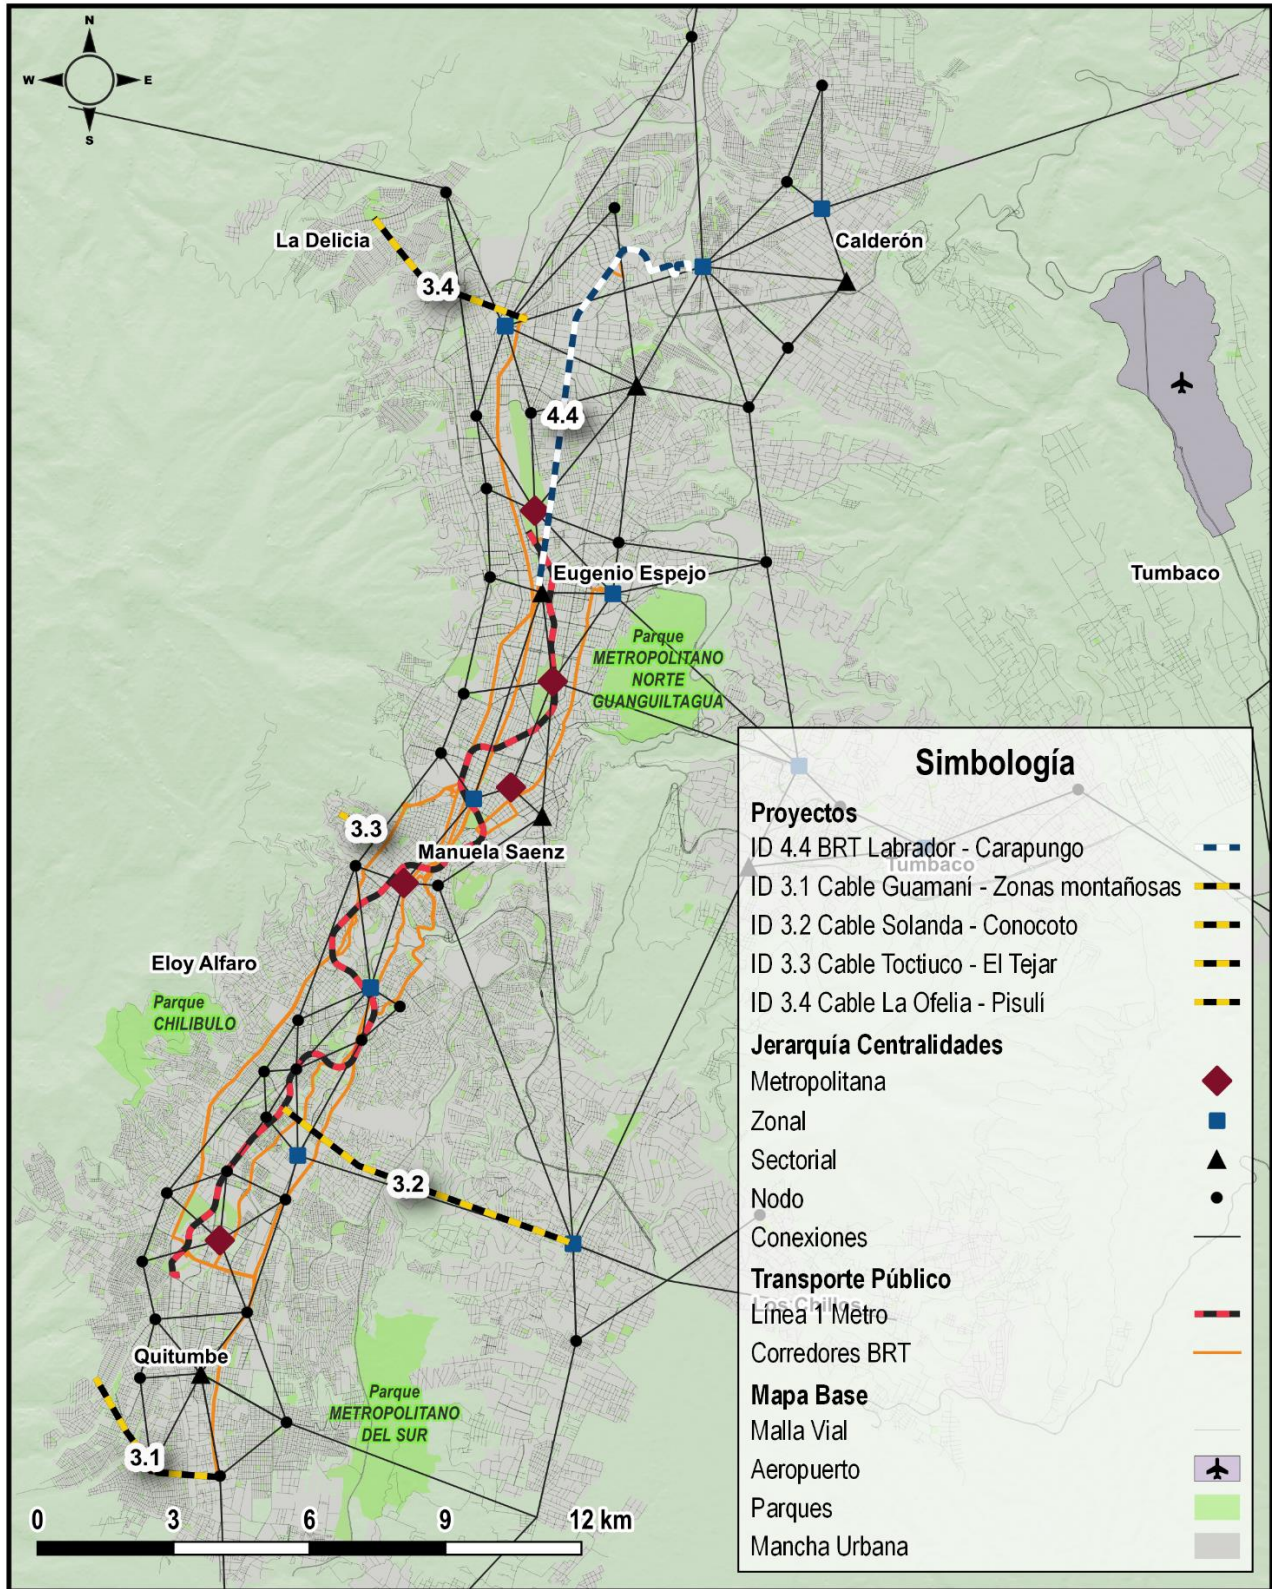 N
W E
S
La Delicia
Calderón
3.4
4.4
Eugenio Espejo
Tumbaco
Parque
METROPOLITANO
NORTE
GUANGUILTAGUA
3.3
Manuela Saenz
Eloy Alfaro
Parque
CHILIBULO
3.2
Quitumbe
Parque
METROPOLITANO
DEL SUR
3.1
0 3 6 9 12 km
Simbología
Proyectos
ID 4.4 BRT Labrador - Carapungo
Tumbaco
ID 3.1 Cable Guamaní - Zonas montañosas
ID 3.2 Cable Solanda - Conocoto
ID 3.3 Cable Toctiuco - El Tejar
ID 3.4 Cable La Ofelia - Pisulí
Jerarquía Centralidades
Metropolitana
Zonal
Sectorial
Nodo
Conexiones
Transporte Público
Los Chillos
Línea 1 Metro
Corredores BRT
Mapa Base
Malla Vial
Aeropuerto
Parques
Mancha Urbana